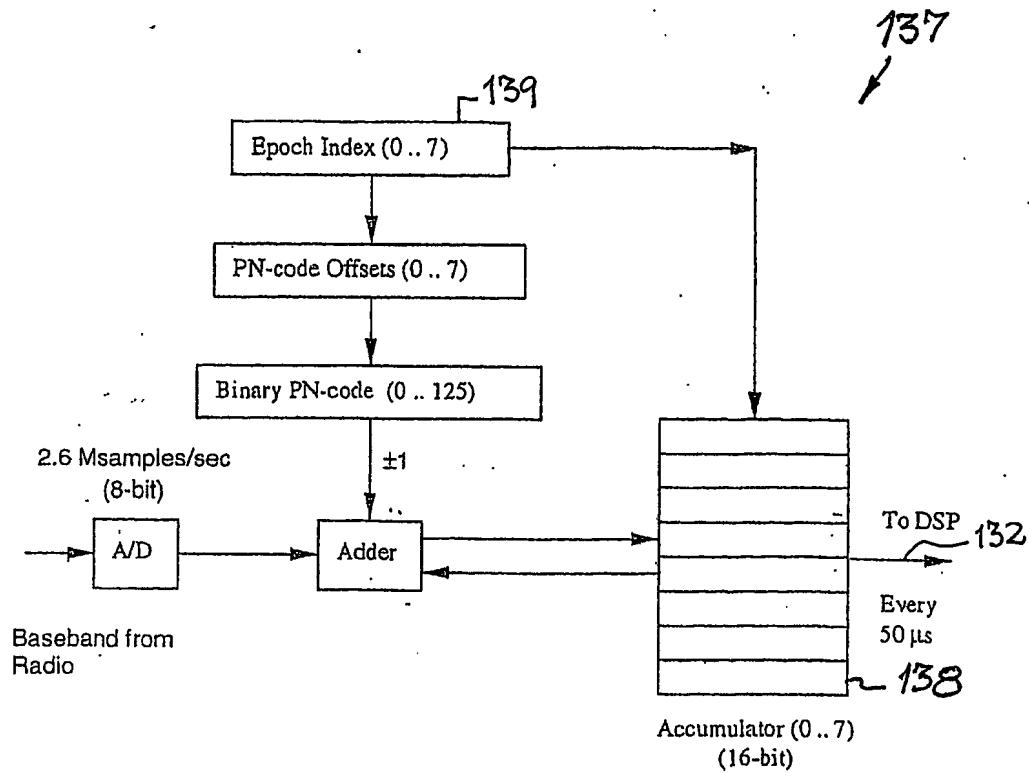 137
139
Epoch Index (0 .. 7)
PN-code Offsets (0 .. 7)
Binary PN-code (0 .. 125)
2.6 Msamples/sec
(8-bit)
±1
A/D
Adder
To DSP
132
Baseband from
Radio
Every
50 µs
138
Accumulator (0 .. 7)
(16-bit)